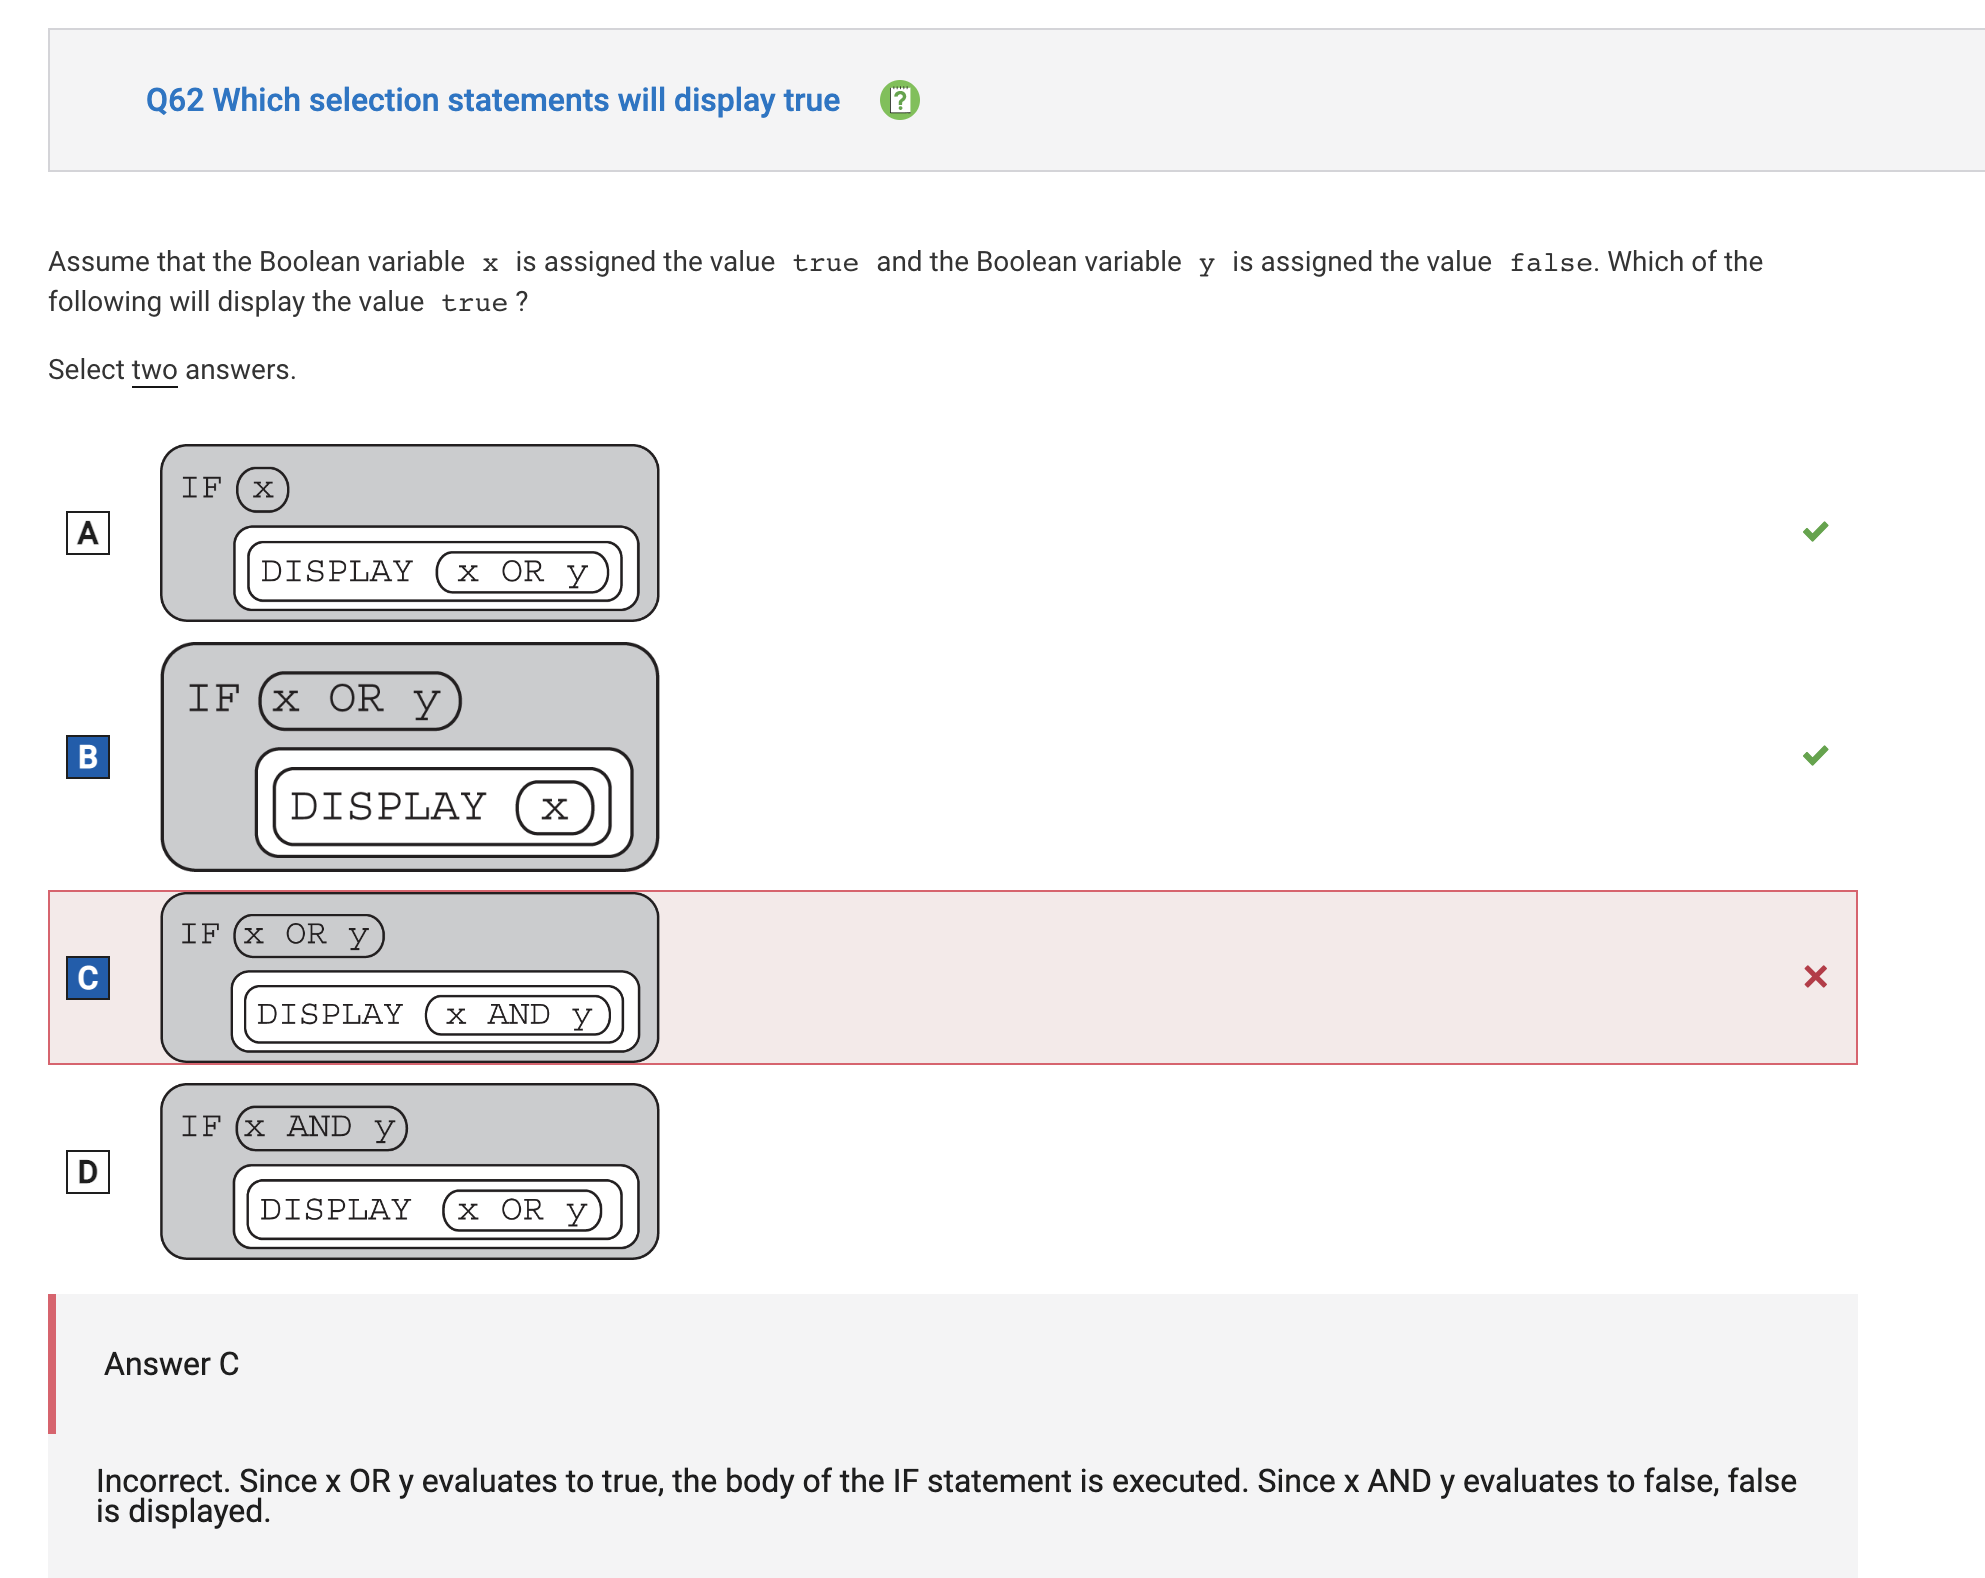 Q62 Which selection statements will display true
Assume that the Boolean variable x is assigned the value true and the Boolean variable y is assigned the value false. Which of the
following will display the value true?
Select two answers.
A
IF x
DISPLAY x OR y
B
IF x OR y
DISPLAY x
C
IF x OR y
DISPLAY x AND y
D
IF x AND y
DISPLAY x OR y
Answer C
Incorrect. Since x OR y evaluates to true, the body of the IF statement is executed. Since x AND y evaluates to false, false
is displayed.